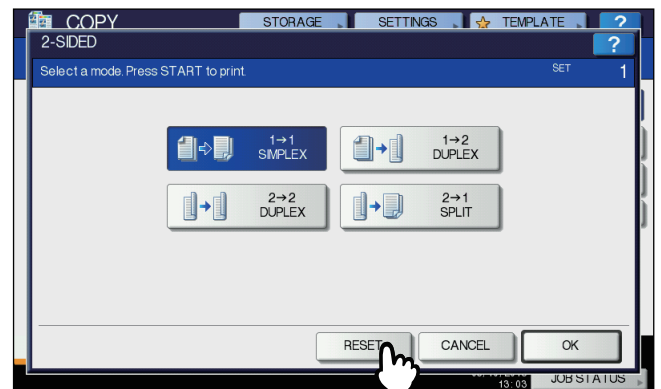 COPY STORAGE SETTINGS TEMPLATE ?
2-SIDED ?
Select a mode. Press START to print. SET 1
1→1
SIMPLEX
1→2
DUPLEX
2→2
DUPLEX
2→1
SPLIT
RESET CANCEL OK
13:03 JOB STATUS